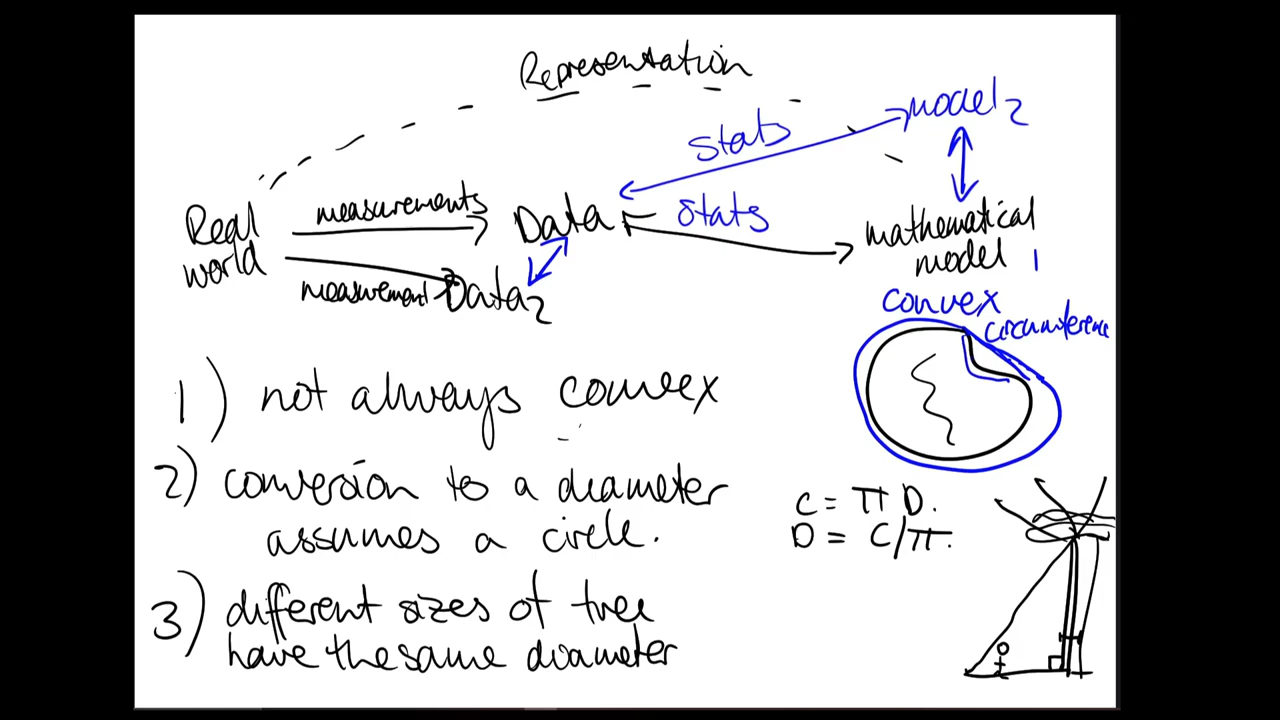 Representation
model 2
stats
Real
world
measurements
Data
stats
mathematical
model 1
measurement
Data 2
convex
circumference
1) not always convex
2) conversion to a diameter
assumes a circle.
C = π D.
D = C/π.
3) different sizes of tree
have the same diameter